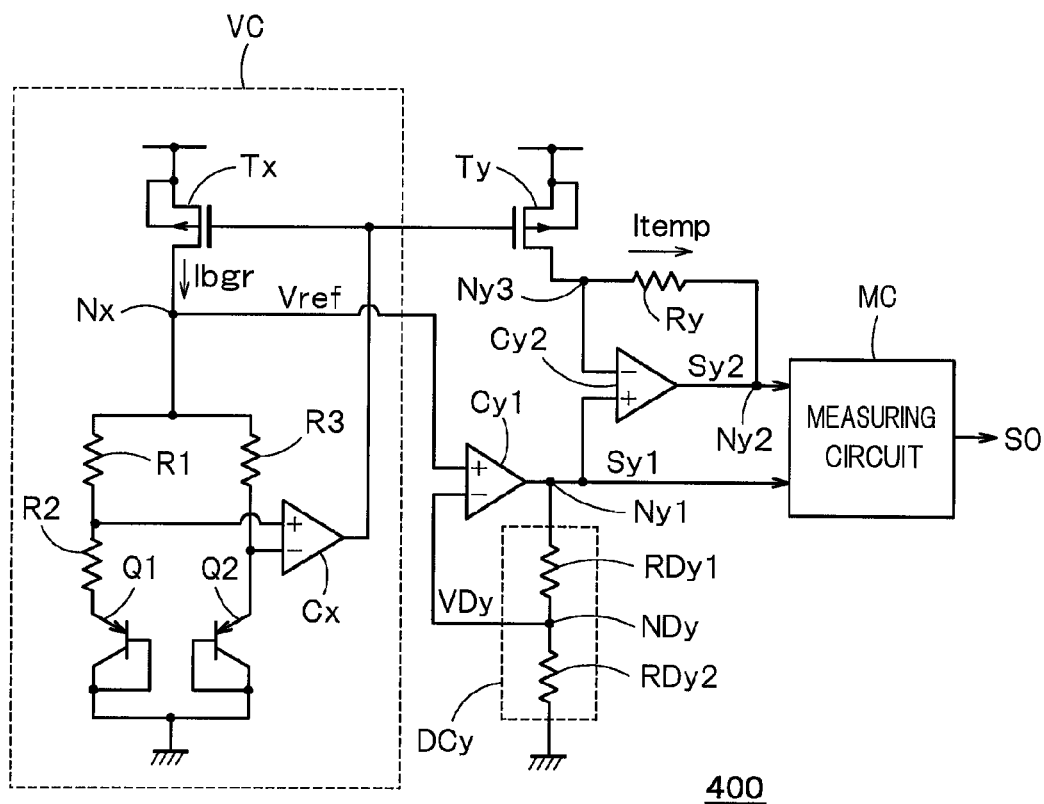 VC
Tx
Ty
Itemp
Ibgr
Nx
Vref
Ny3
Ry
MC
Cy2
Sy2
R1
R3
Cy1
Ny2
MEASURING
CIRCUIT
SO
Sy1
R2
Ny1
Q1
Q2
Cx
RDy1
VDy
NDy
RDy2
DCy
400
+
−
+
−
−
+